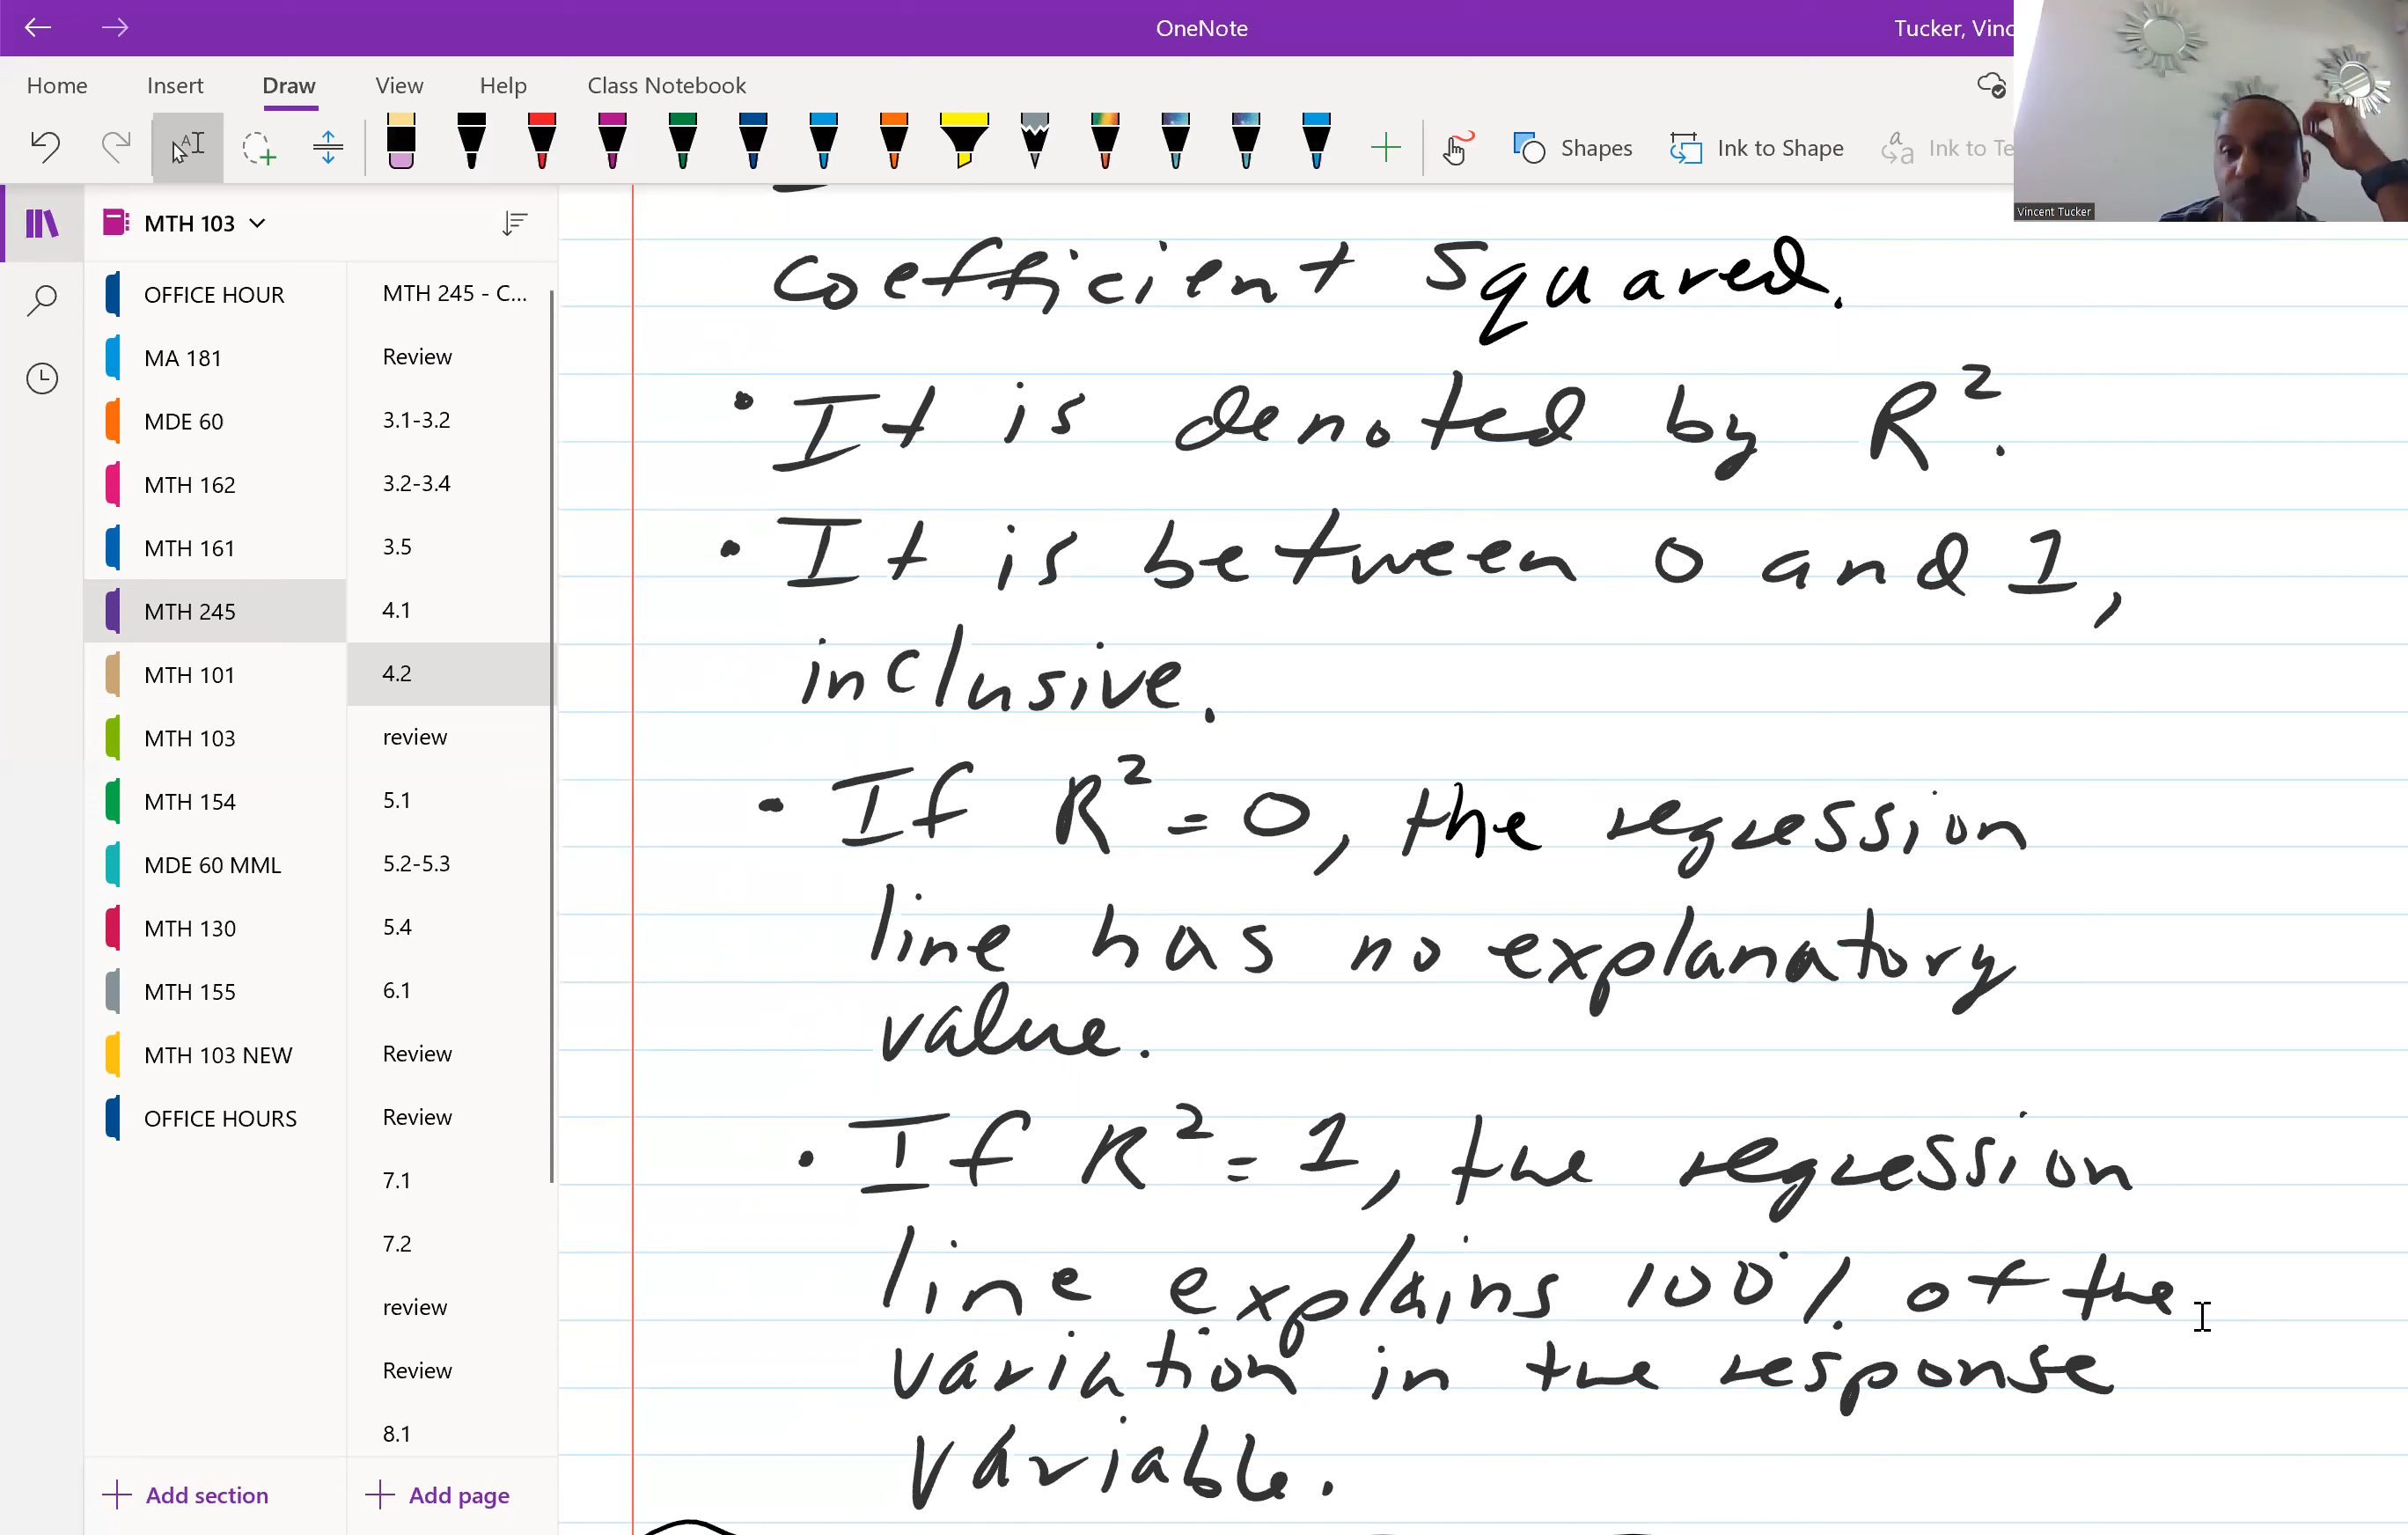 OneNote
Tucker, Vinc
Home Insert Draw View Help Class Notebook
Shapes Ink to Shape Ink to Te
Vincent Tucker
MTH 103
OFFICE HOUR
MA 181
MDE 60
MTH 162
MTH 161
MTH 245
MTH 101
MTH 103
MTH 154
MDE 60 MML
MTH 130
MTH 155
MTH 103 NEW
OFFICE HOURS
Add section
MTH 245 - C...
Review
3.1-3.2
3.2-3.4
3.5
4.1
4.2
review
5.1
5.2-5.3
5.4
6.1
Review
Review
7.1
7.2
review
Review
8.1
Add page
coefficient squared.
• It is denoted by R².
• It is between 0 and 1,
inclusive.
• If R² = 0, the regression
line has no explanatory
value.
• If R² = 1, the regression
line explains 100% of the
variation in the response
variable.